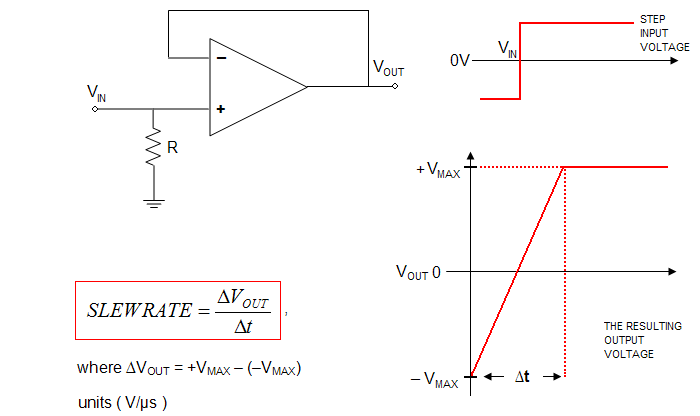 STEP
INPUT
VOLTAGE
V_IN
0V
−
V_OUT
V_IN
+
R
+ V_MAX
V_OUT 0
SLEWRATE = ΔV_OUT / Δt ,
THE RESULTING
OUTPUT
VOLTAGE
where ΔV_OUT = +V_MAX – (–V_MAX)
– V_MAX
Δt
units ( V/µs )